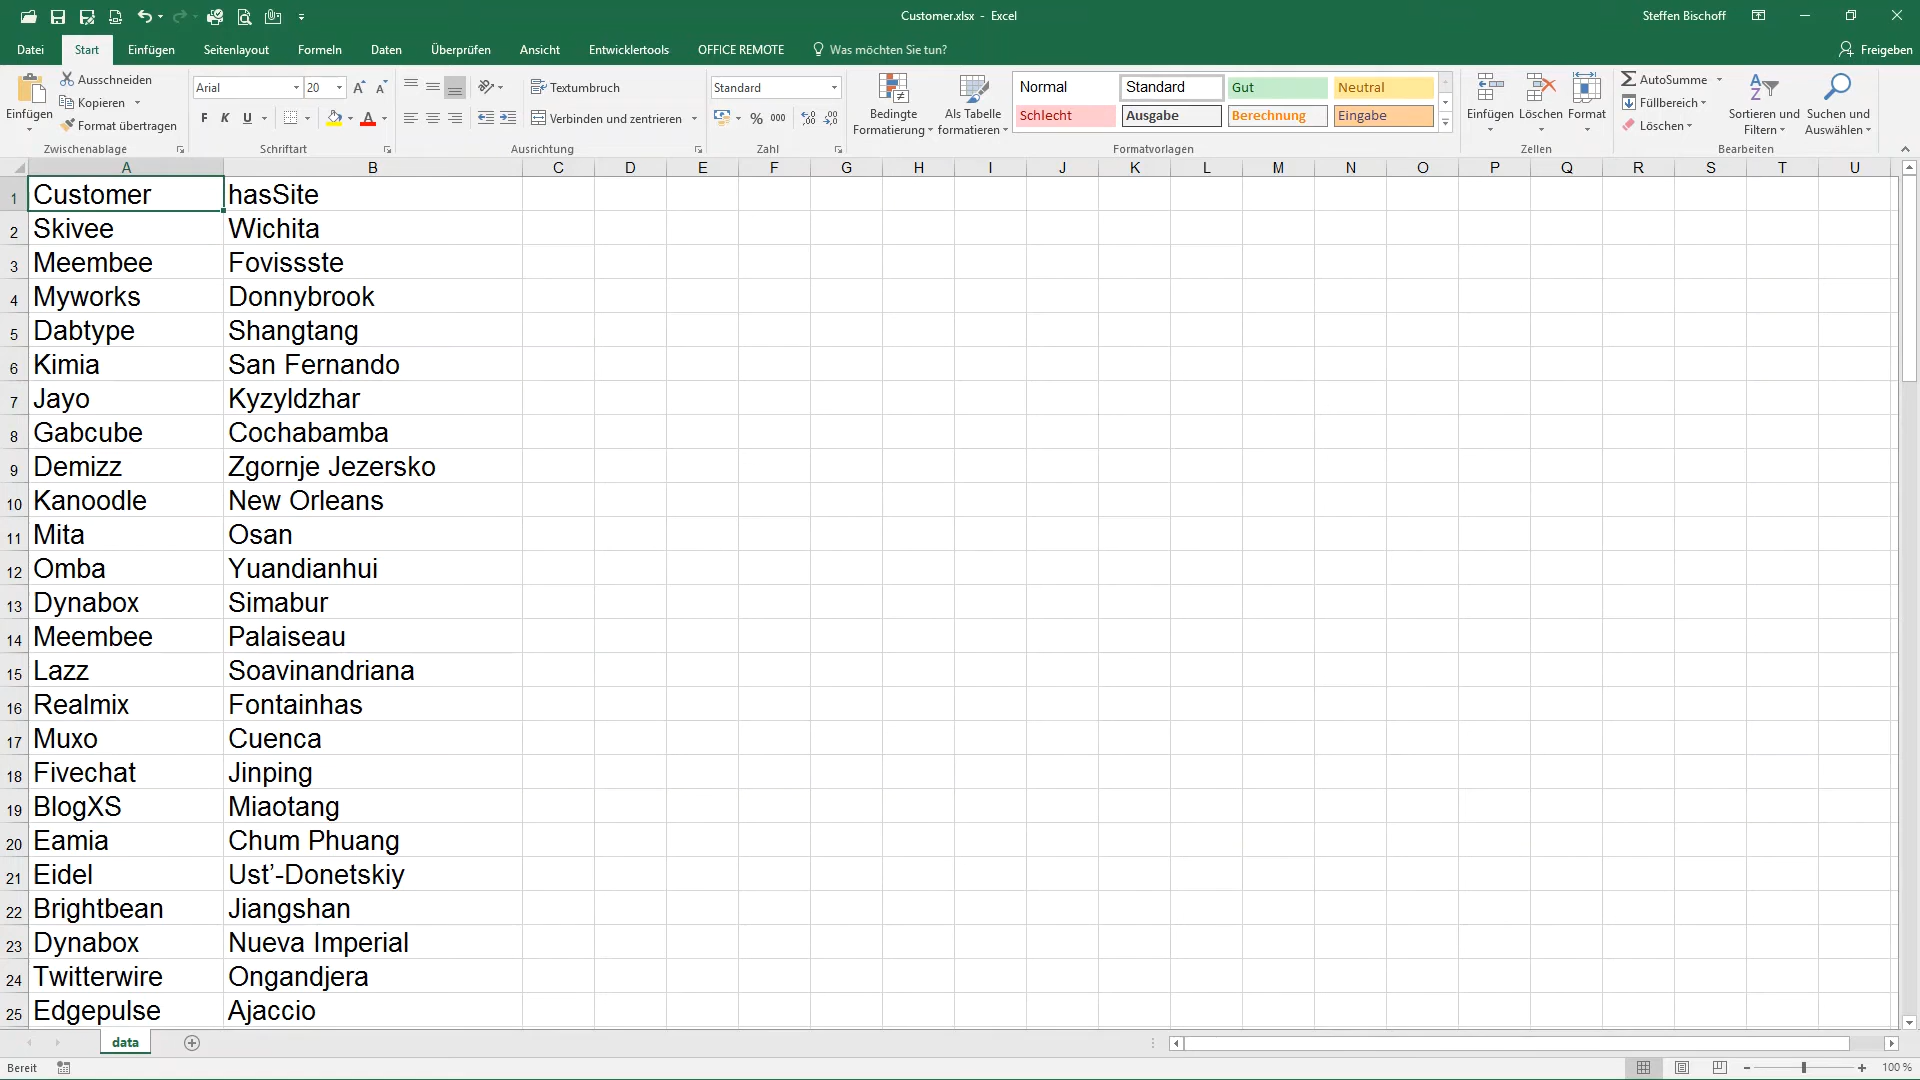 Customer.xlsx - Excel
Steffen Bischoff
Datei Start Einfügen Seitenlayout Formeln Daten Überprüfen Ansicht Entwicklertools OFFICE REMOTE Was möchten Sie tun? Freigeben
Einfügen
Ausschneiden
Kopieren
Format übertragen
Zwischenablage
Arial 20
F K U
Schriftart
Textumbruch
Verbinden und zentrieren
Ausrichtung
Standard
% 000
Zahl
Bedingte Formatierung
Als Tabelle formatieren
Normal Standard Gut Neutral
Schlecht Ausgabe Berechnung Eingabe
Formatvorlagen
Einfügen Löschen Format
Zellen
AutoSumme
Füllbereich
Löschen
Sortieren und Filtern
Suchen und Auswählen
Bearbeiten
A B C D E F G H I J K L M N O P Q R S T U
1 Customer hasSite
2 Skivee Wichita
3 Meembee Fovissste
4 Myworks Donnybrook
5 Dabtype Shangtang
6 Kimia San Fernando
7 Jayo Kyzyldzhar
8 Gabcube Cochabamba
9 Demizz Zgornje Jezersko
10 Kanoodle New Orleans
11 Mita Osan
12 Omba Yuandianhui
13 Dynabox Simabur
14 Meembee Palaiseau
15 Lazz Soavinandriana
16 Realmix Fontainhas
17 Muxo Cuenca
18 Fivechat Jinping
19 BlogXS Miaotang
20 Eamia Chum Phuang
21 Eidel Ust’-Donetskiy
22 Brightbean Jiangshan
23 Dynabox Nueva Imperial
24 Twitterwire Ongandjera
25 Edgepulse Ajaccio
data
Bereit
100 %